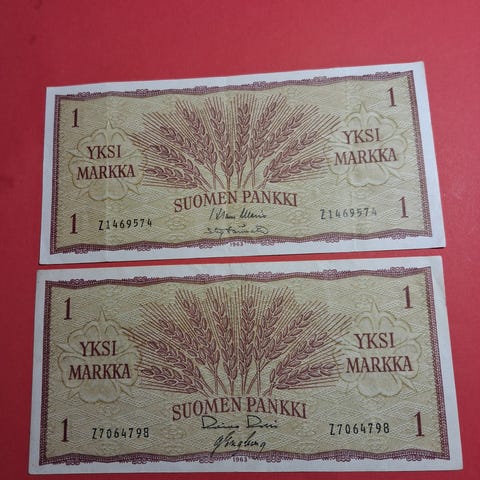 1 1
YKSI MARKKA YKSI MARKKA
SUOMEN PANKKI
Z1469574 Z1469574
1 1
1963
1 1
YKSI MARKKA YKSI MARKKA
SUOMEN PANKKI
Z7064798 Z7064798
1 1
1963